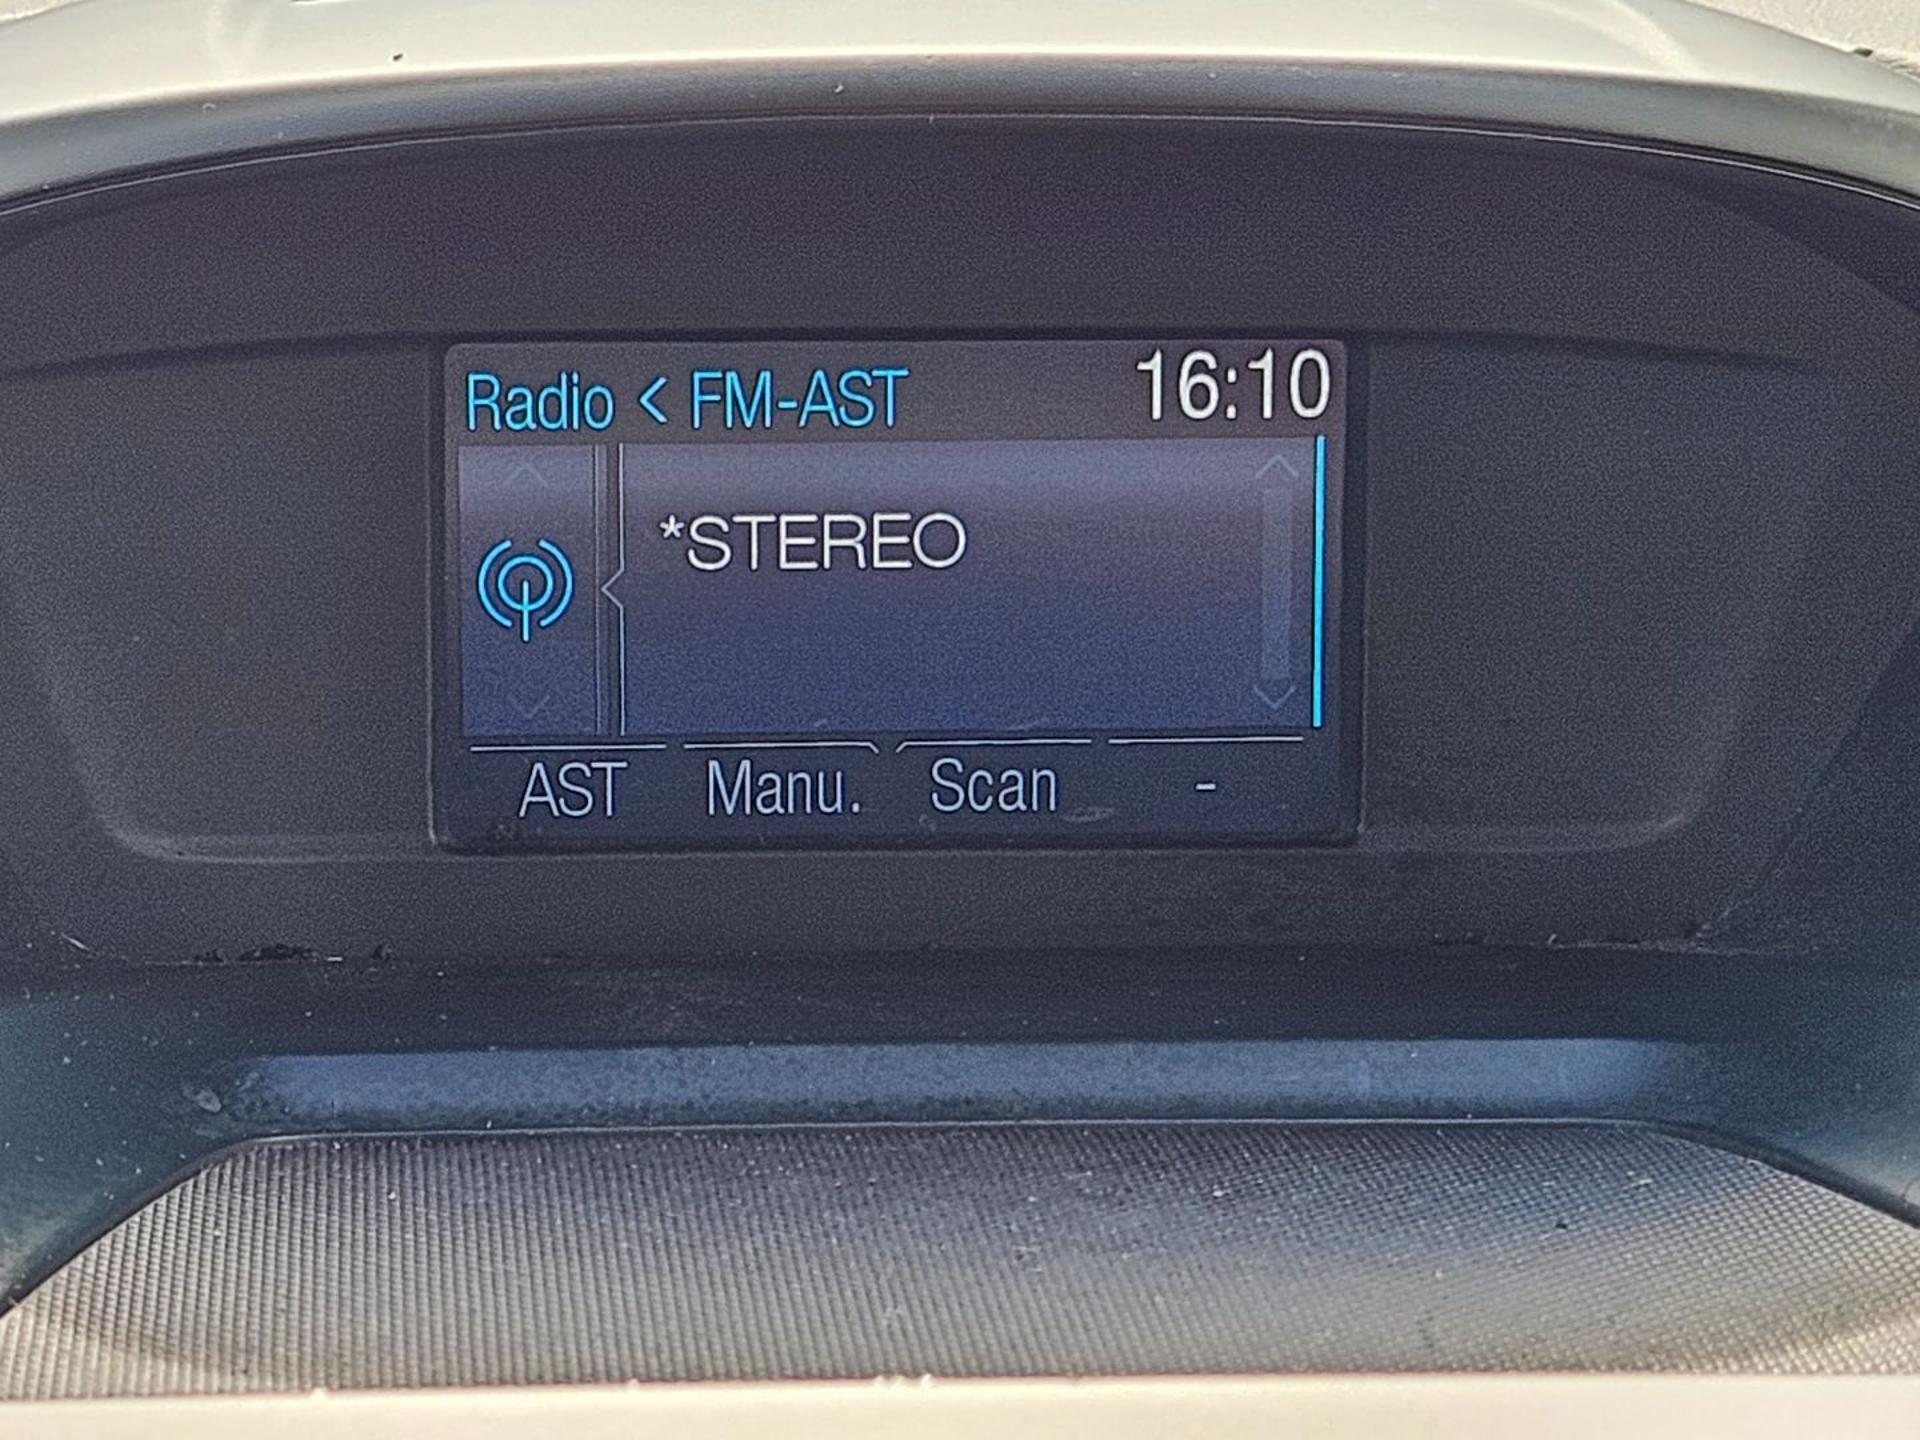 Radio < FM-AST 16:10
*STEREO
AST Manu. Scan -